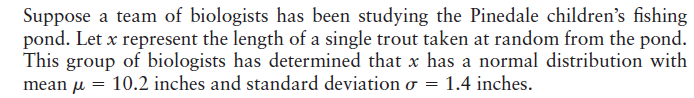 Suppose a team of biologists has been studying the Pinedale children's fishing
pond. Let x represent the length of a single trout taken at random from the pond.
This group of biologists has determined that x has a normal distribution with
mean μ = 10.2 inches and standard deviation σ = 1.4 inches.